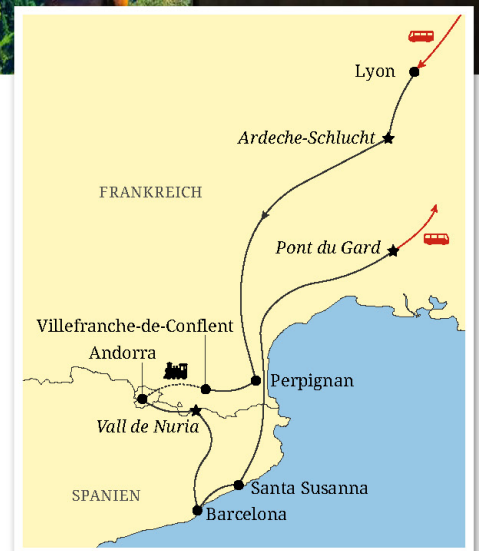 Lyon
Ardeche-Schlucht
FRANKREICH
Pont du Gard
Villefranche-de-Conflent
Andorra
Perpignan
Vall de Nuria
SPANIEN
Santa Susanna
Barcelona